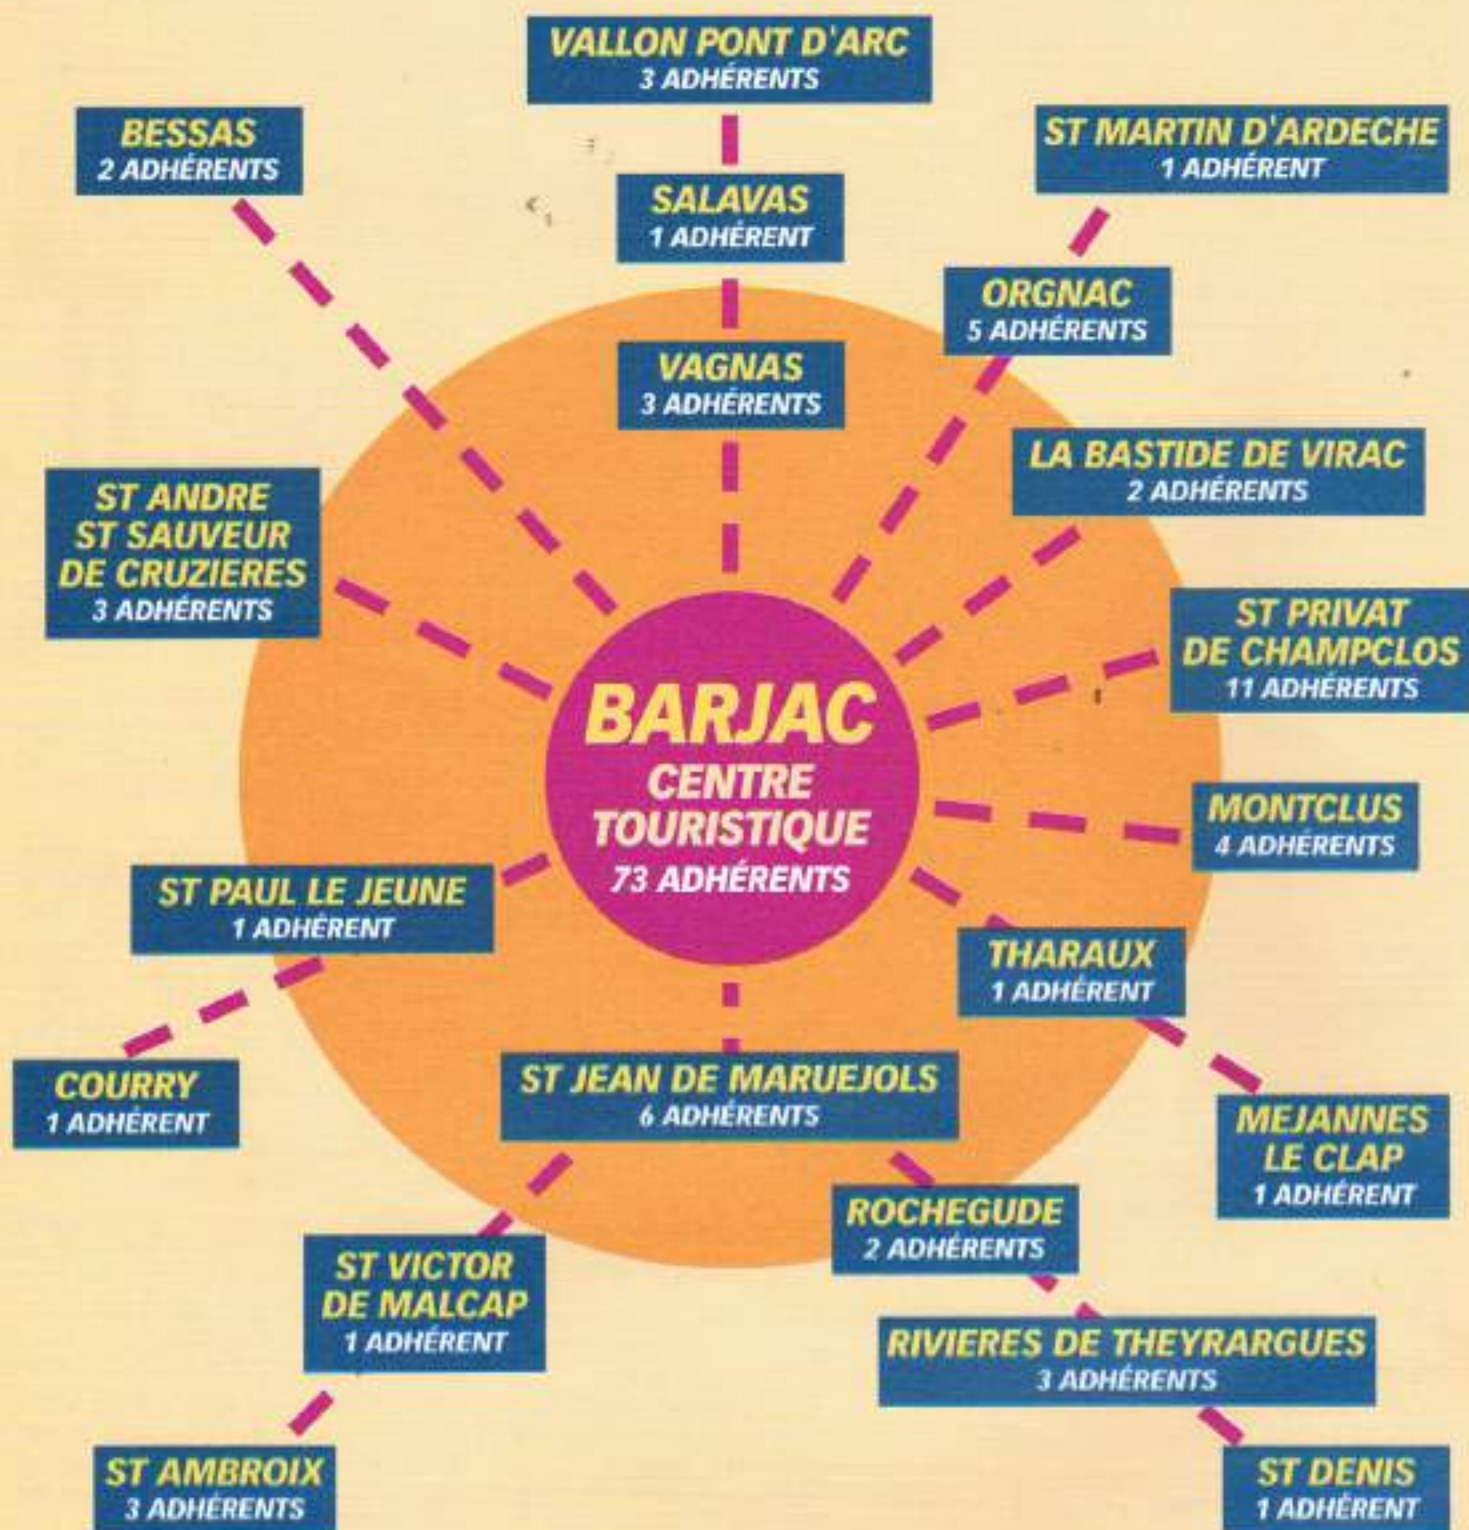 VALLON PONT D'ARC
3 ADHÉRENTS
BESSAS
2 ADHÉRENTS
ST MARTIN D'ARDECHE
1 ADHÉRENT
SALAVAS
1 ADHÉRENT
ORGNAC
5 ADHÉRENTS
VAGNAS
3 ADHÉRENTS
LA BASTIDE DE VIRAC
2 ADHÉRENTS
ST ANDRE
ST SAUVEUR
DE CRUZIERES
3 ADHÉRENTS
ST PRIVAT
DE CHAMPCLOS
11 ADHÉRENTS
BARJAC
CENTRE
TOURISTIQUE
73 ADHÉRENTS
MONTCLUS
4 ADHÉRENTS
ST PAUL LE JEUNE
1 ADHÉRENT
THARAUX
1 ADHÉRENT
COURRY
1 ADHÉRENT
ST JEAN DE MARUEJOLS
6 ADHÉRENTS
MEJANNES
LE CLAP
1 ADHÉRENT
ROCHEGUDE
2 ADHÉRENTS
ST VICTOR
DE MALCAP
1 ADHÉRENT
RIVIERES DE THEYRARGUES
3 ADHÉRENTS
ST AMBROIX
3 ADHÉRENTS
ST DENIS
1 ADHÉRENT